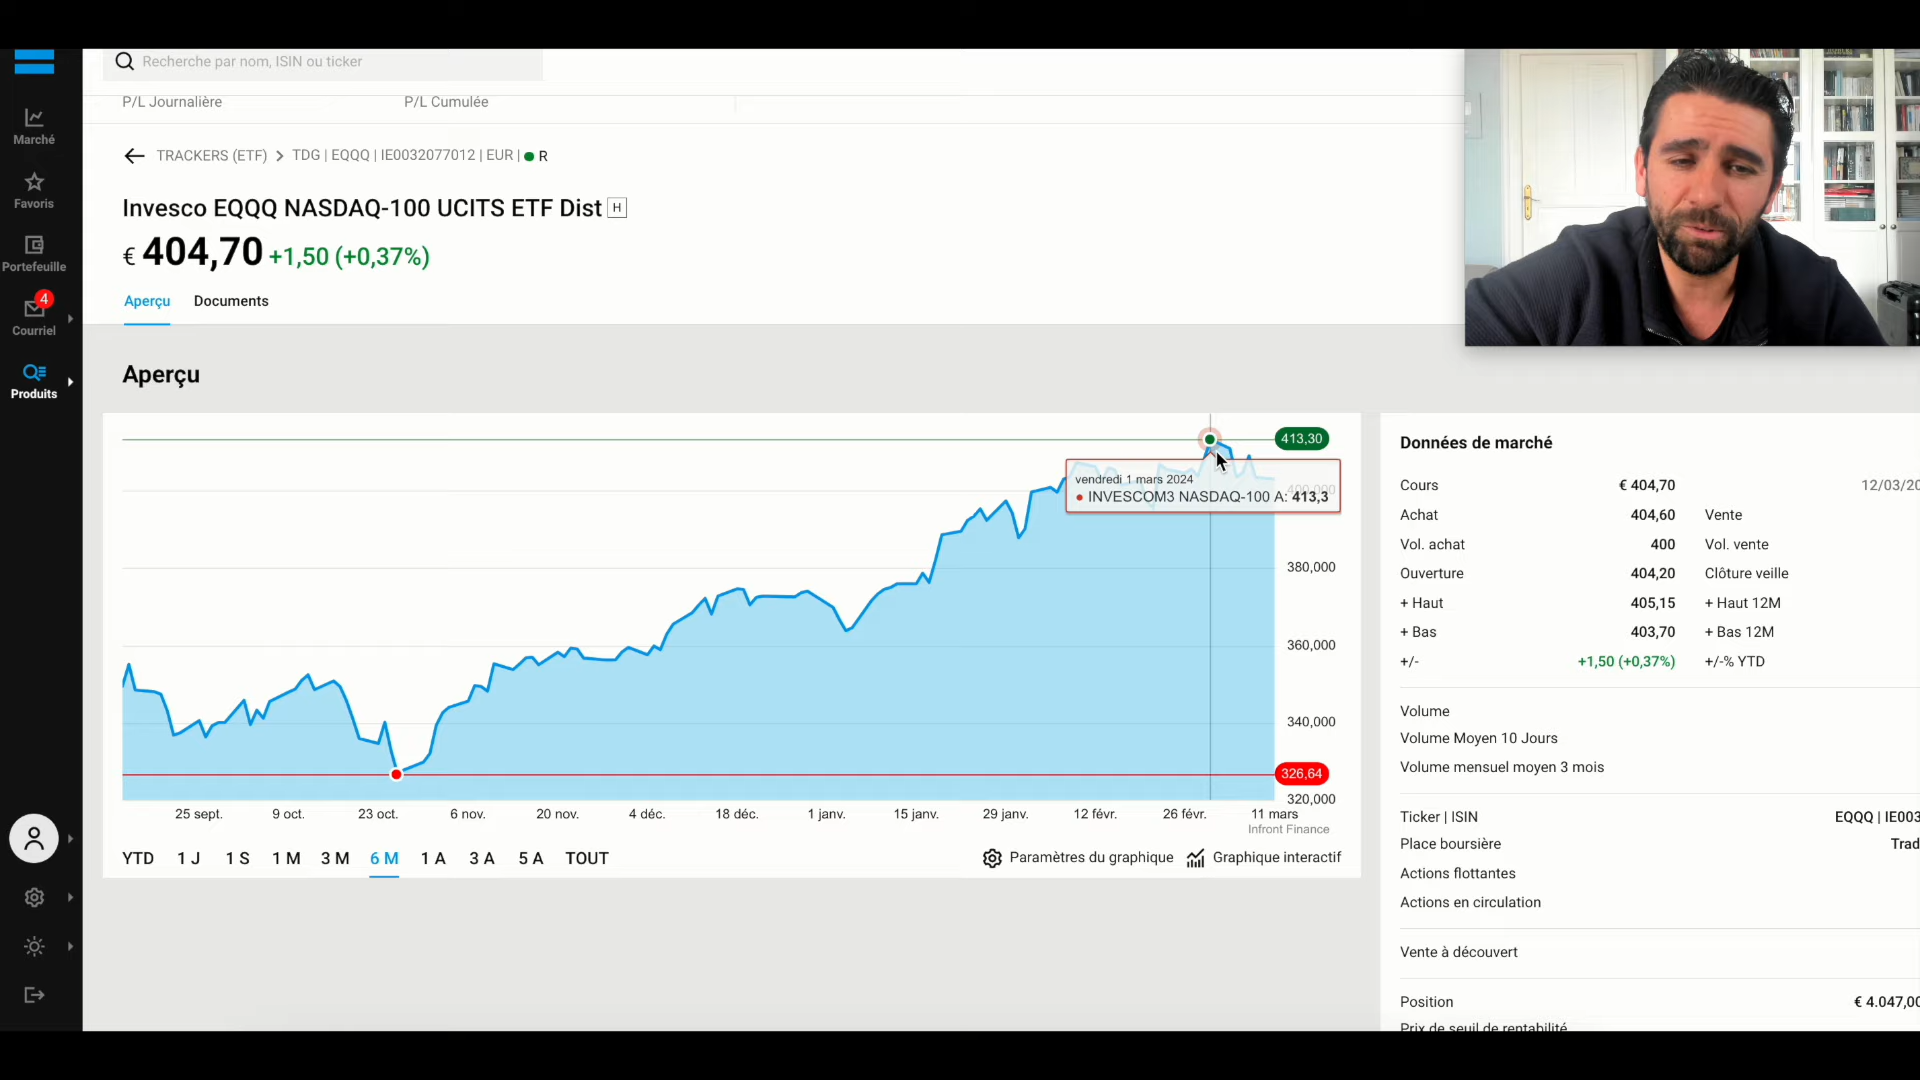 Recherche par nom, ISIN ou ticker
P/L Journalière P/L Cumulée
Marché
Favoris
Portefeuille
4
Courriel
Produits
TRACKERS (ETF) > TDG | EQQQ | IE0032077012 | EUR | R
Invesco EQQQ NASDAQ-100 UCITS ETF Dist H
€ 404,70 +1,50 (+0,37%)
Aperçu Documents
Aperçu
413,30
vendredi 1 mars 2024
INVESCOM3 NASDAQ-100 A: 413,3
400,000
380,000
360,000
340,000
326,64
320,000
25 sept. 9 oct. 23 oct. 6 nov. 20 nov. 4 déc. 18 déc. 1 janv. 15 janv. 29 janv. 12 févr. 26 févr. 11 mars
Infront Finance
YTD 1 J 1 S 1 M 3 M 6 M 1 A 3 A 5 A TOUT Paramètres du graphique Graphique interactif
Données de marché
Cours € 404,70 12/03/20
Achat 404,60 Vente
Vol. achat 400 Vol. vente
Ouverture 404,20 Clôture veille
+ Haut 405,15 + Haut 12M
+ Bas 403,70 + Bas 12M
+/- +1,50 (+0,37%) +/-% YTD
Volume
Volume Moyen 10 Jours
Volume mensuel moyen 3 mois
Ticker | ISIN EQQQ | IE003
Place boursière Trad
Actions flottantes
Actions en circulation
Vente à découvert
Position € 4.047,00
Prix de seuil de rentabilité